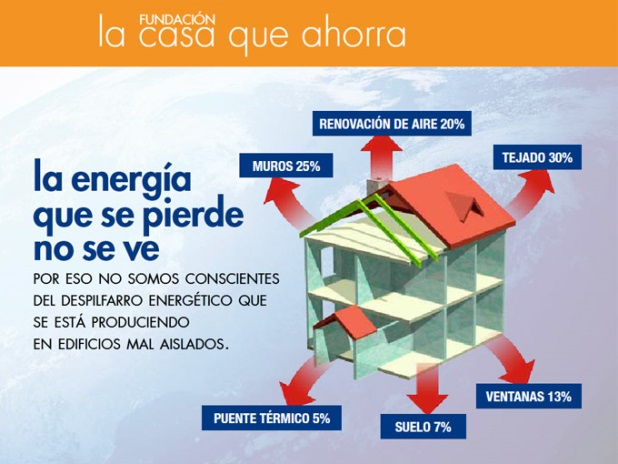 FUNDACIÓN
la casa que ahorra
RENOVACIÓN DE AIRE 20%
MUROS 25%
TEJADO 30%
la energía
que se pierde
no se ve
POR ESO NO SOMOS CONSCIENTES
DEL DESPILFARRO ENERGÉTICO QUE
SE ESTÁ PRODUCIENDO
EN EDIFICIOS MAL AISLADOS.
VENTANAS 13%
PUENTE TÉRMICO 5%
SUELO 7%